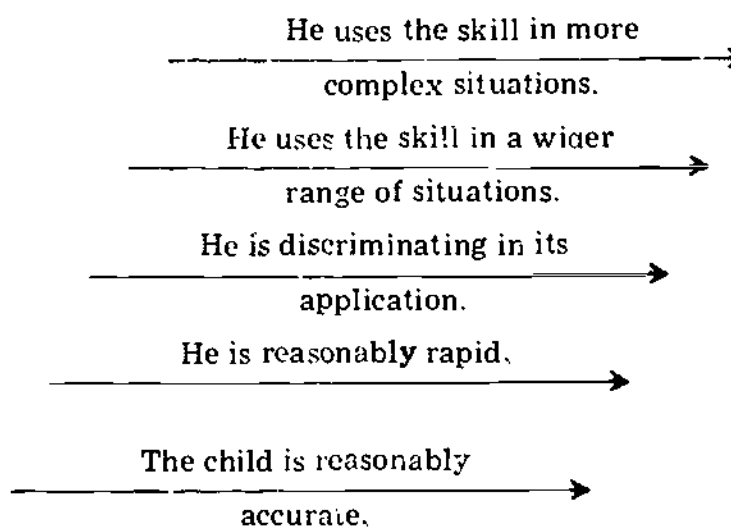 He uses the skill in more
complex situations.
He uses the skill in a wider
range of situations.
He is discriminating in its
application.
He is reasonably rapid.
The child is reasonably
accurate.